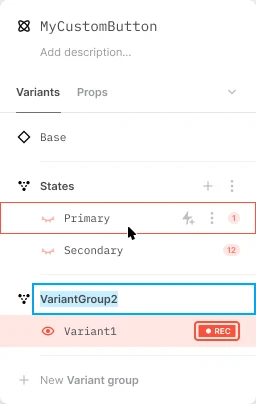 MyCustomButton
Add description...
Variants Props
Base
States
Primary 1
Secondary 12
VariantGroup2
Variant1 REC
New Variant group